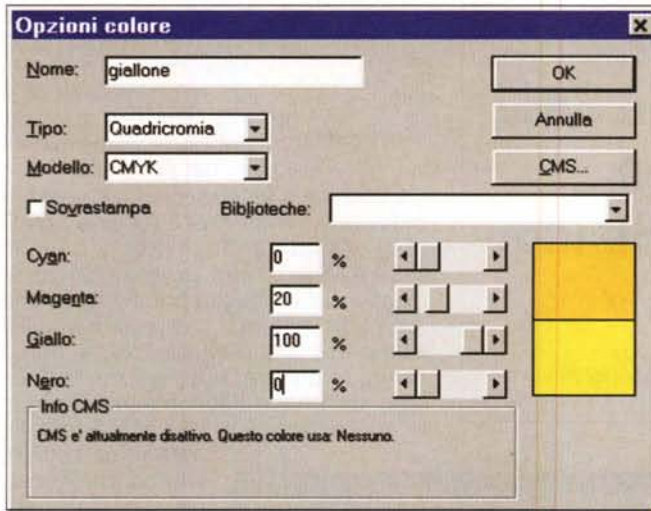 Opzioni colore
Nome: giallone
OK
Tipo: Quadricromia
Annulla
Modello: CMYK
CMS...
Sovrastampa Biblioteche:
Cyan: 0 %
Magenta: 20 %
Giallo: 100 %
Nero: 0 %
Info CMS
CMS e' attualmente disattivo. Questo colore usa: Nessuno.